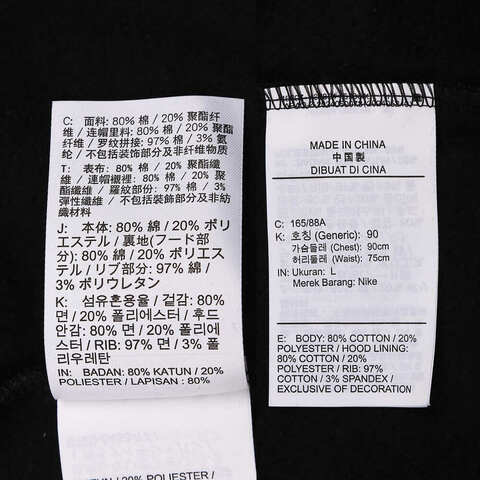 C: 面料: 80% 棉 / 20% 聚酯纤
维 / 连帽里料: 80% 棉 / 20% 聚酯
纤维 / 罗纹拼接: 97% 棉 / 3% 氨
纶 / 不包括装饰部分及非纤维物质
T: 表布: 80% 棉 / 20% 聚酯纖
維 / 連帽襯裡: 80% 棉 / 20% 聚
酯纖維 / 羅紋部份: 97% 棉 / 3%
彈性纖維 / 不包括裝飾部分及非紡
織材料
J: 本体: 80% 綿 / 20% ポリ
エステル / 裏地(フード部
分): 80% 綿 / 20% ポリエス
テル / リブ部分: 97% 綿 /
3% ポリウレタン
K: 섬유혼용율 / 겉감: 80%
면 / 20% 폴리에스터 / 후드
안감: 80% 면 / 20% 폴리에
스터 / RIB: 97% 면 / 3% 폴
리우레탄
IN: BADAN: 80% KATUN / 20%
POLIESTER / LAPISAN : 80%
/ 20% POLIESTER /
MADE IN CHINA
中国製
DIBUAT DI CINA
C: 165/88A
K: 호칭 (Generic): 90
가슴둘레 (Chest): 90cm
허리둘레 (Waist): 75cm
IN: Ukuran: L
Merek Barang: Nike
E: BODY: 80% COTTON / 20%
POLYESTER / HOOD LINING:
80% COTTON / 20%
POLYESTER / RIB: 97%
COTTON / 3% SPANDEX /
EXCLUSIVE OF DECORATION